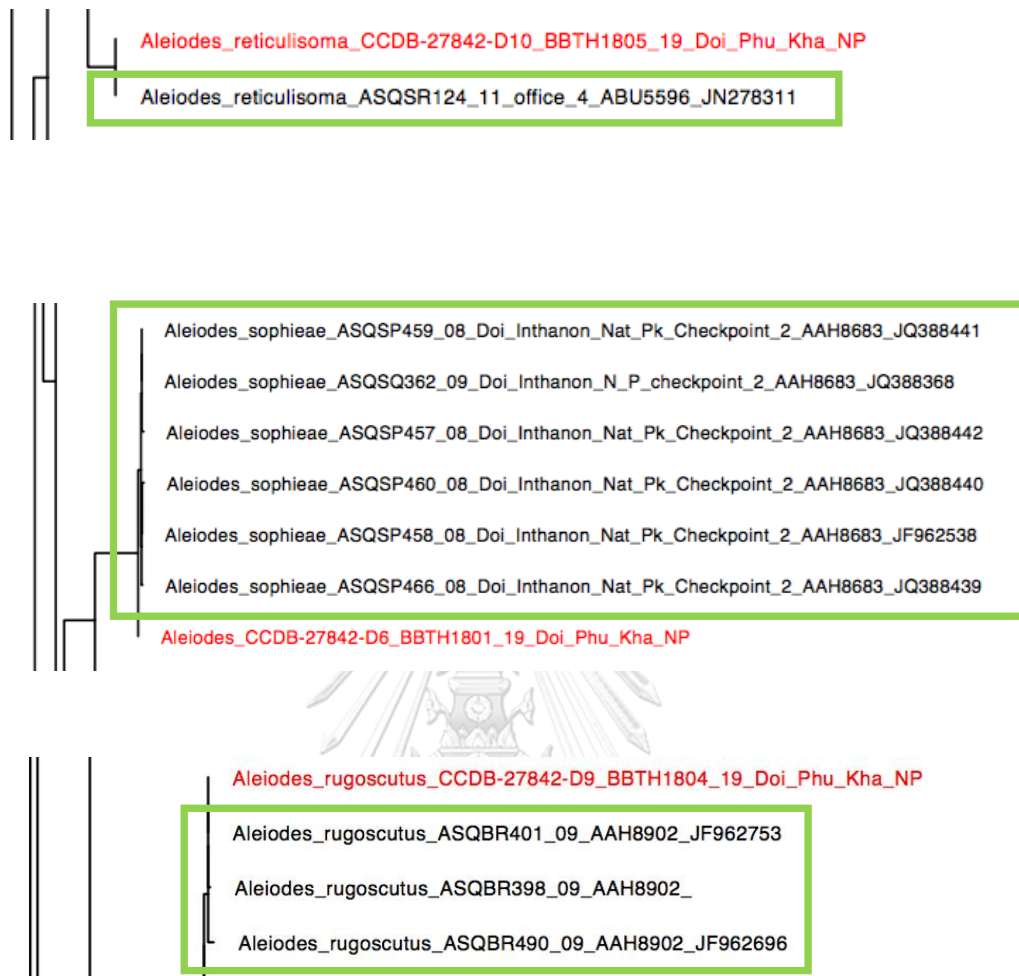 Aleiodes_reticulisoma_CCDB-27842-D10_BBTH1805_19_Doi_Phu_Kha_NP
Aleiodes_reticulisoma_ASQSR124_11_office_4_ABU5596_JN278311
Aleiodes_sophieae_ASQSP459_08_Doi_Inthanon_Nat_Pk_Checkpoint_2_AAH8683_JQ388441
Aleiodes_sophieae_ASQSQ362_09_Doi_Inthanon_N_P_checkpoint_2_AAH8683_JQ388368
Aleiodes_sophieae_ASQSP457_08_Doi_Inthanon_Nat_Pk_Checkpoint_2_AAH8683_JQ388442
Aleiodes_sophieae_ASQSP460_08_Doi_Inthanon_Nat_Pk_Checkpoint_2_AAH8683_JQ388440
Aleiodes_sophieae_ASQSP458_08_Doi_Inthanon_Nat_Pk_Checkpoint_2_AAH8683_JF962538
Aleiodes_sophieae_ASQSP466_08_Doi_Inthanon_Nat_Pk_Checkpoint_2_AAH8683_JQ388439
Aleiodes_CCDB-27842-D6_BBTH1801_19_Doi_Phu_Kha_NP
Aleiodes_rugoscutus_CCDB-27842-D9_BBTH1804_19_Doi_Phu_Kha_NP
Aleiodes_rugoscutus_ASQBR401_09_AAH8902_JF962753
Aleiodes_rugoscutus_ASQBR398_09_AAH8902_
Aleiodes_rugoscutus_ASQBR490_09_AAH8902_JF962696